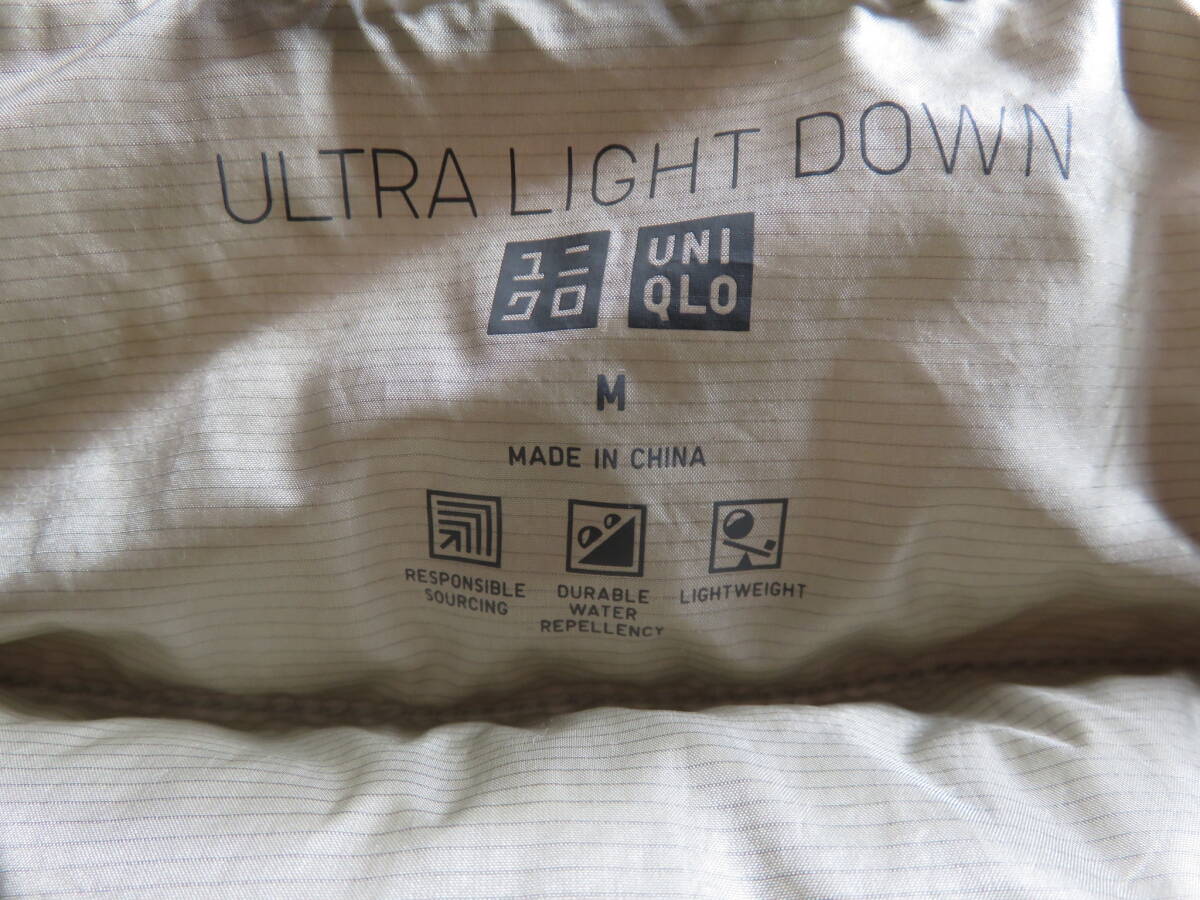 ULTRA LIGHT DOWN
ユニ
クロ
UNI
QLO
M
MADE IN CHINA
RESPONSIBLE
SOURCING
DURABLE
WATER
REPELLENCY
LIGHTWEIGHT